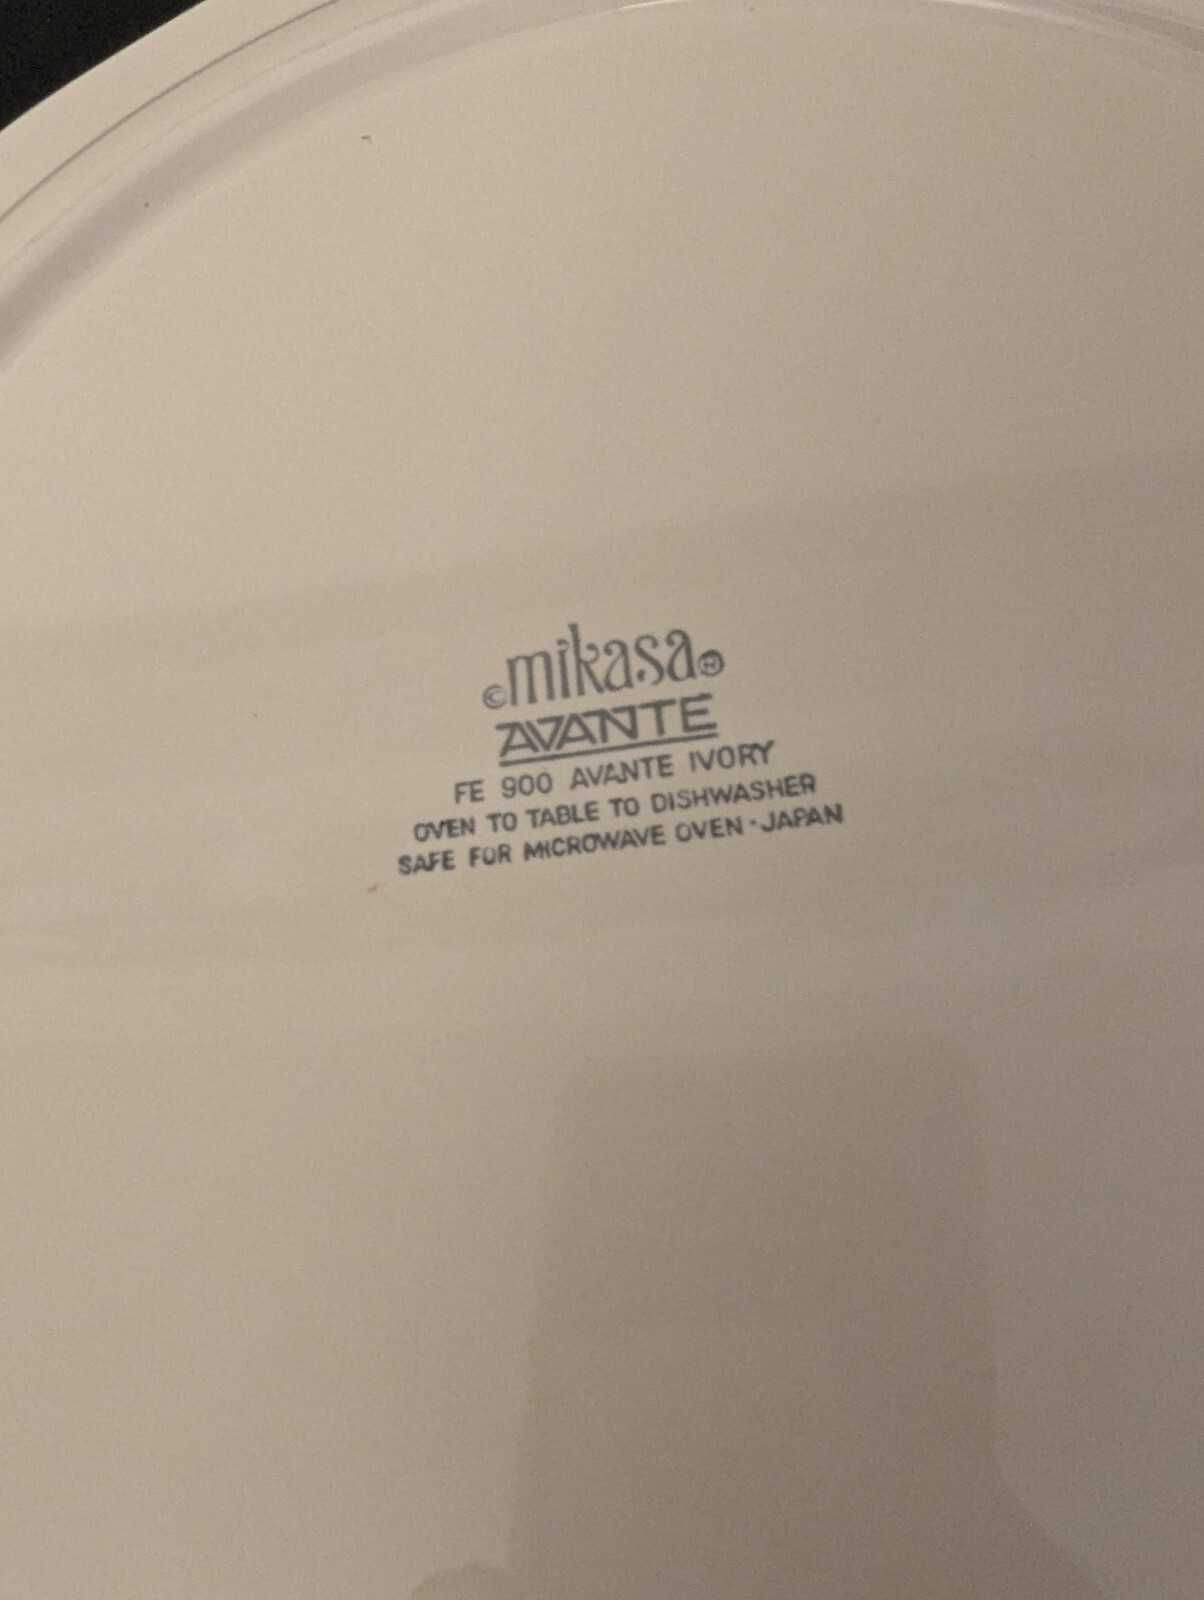 ©mikasa®
AVANTE
FE 900 AVANTE IVORY
OVEN TO TABLE TO DISHWASHER
SAFE FOR MICROWAVE OVEN·JAPAN